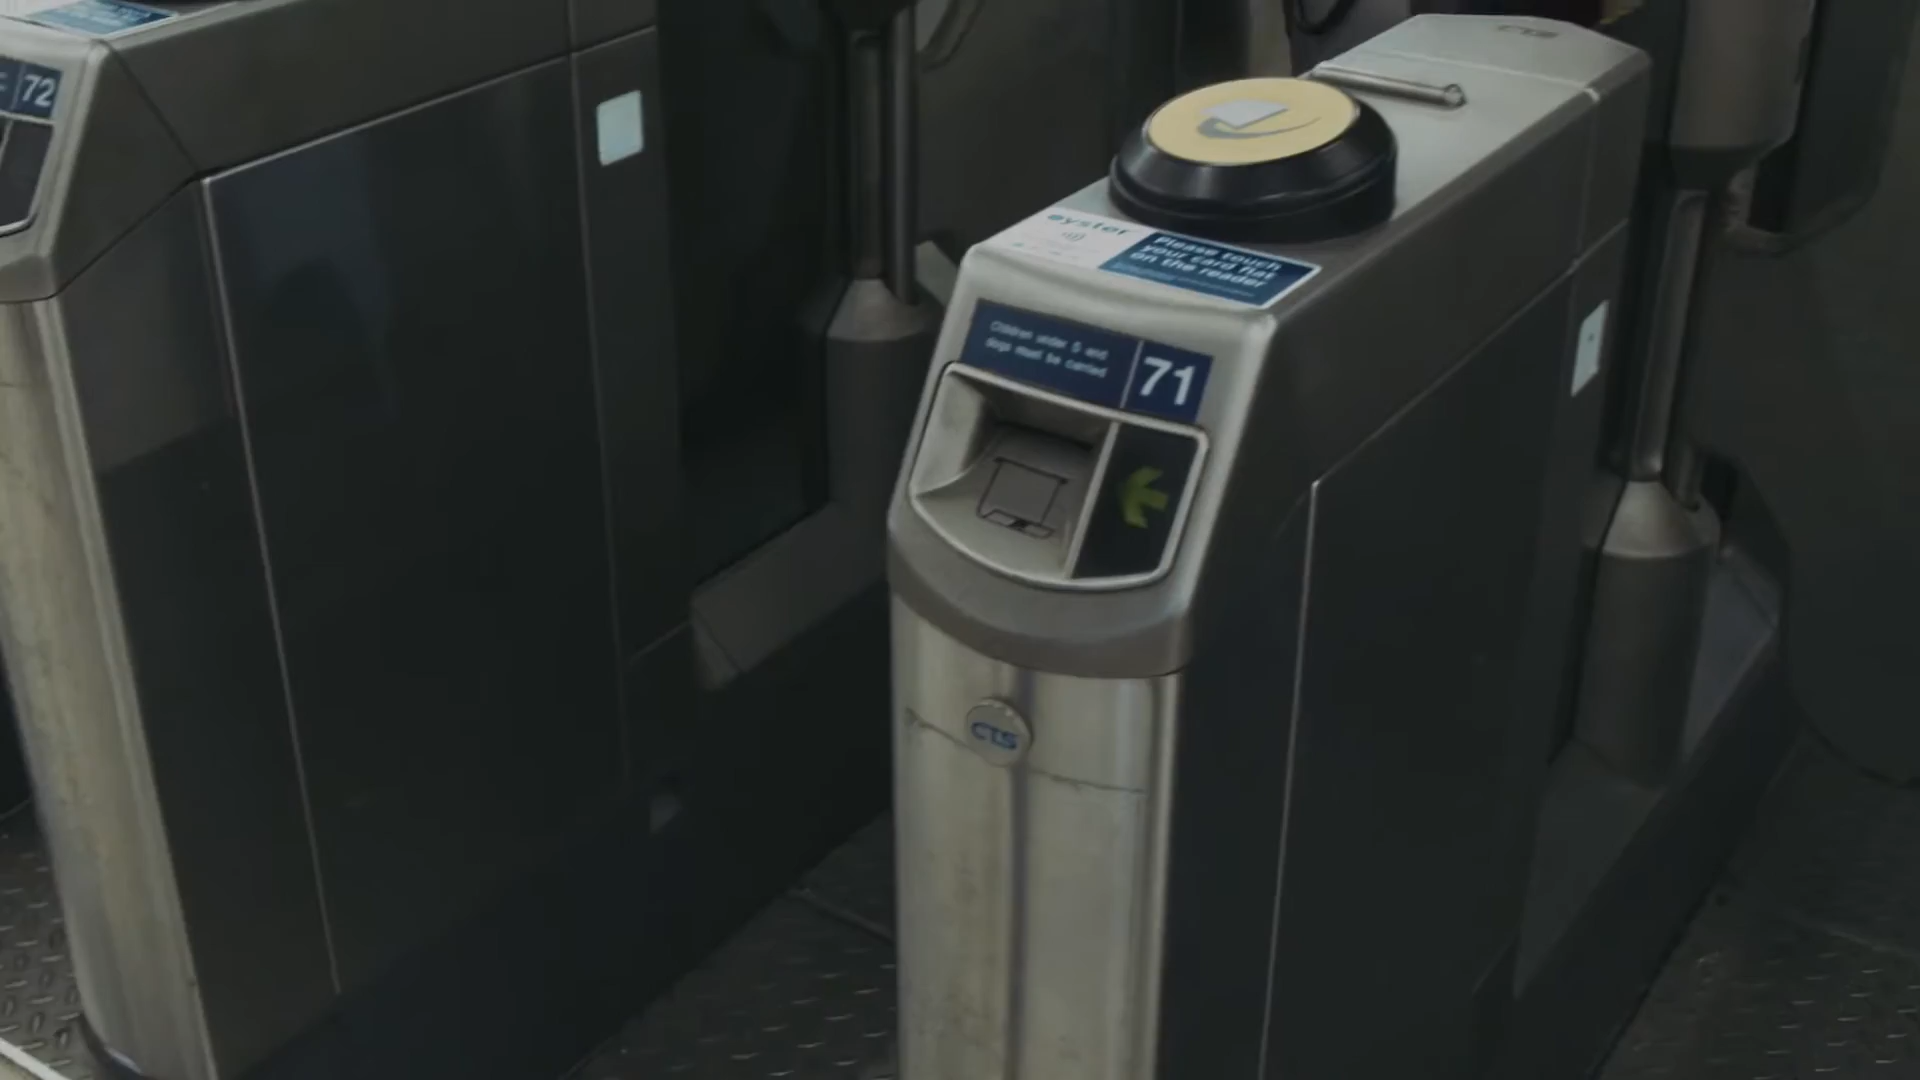 72
oyster
Please touch
your card flat
on the reader
Children under 5 and
dogs must be carried
71
CTS